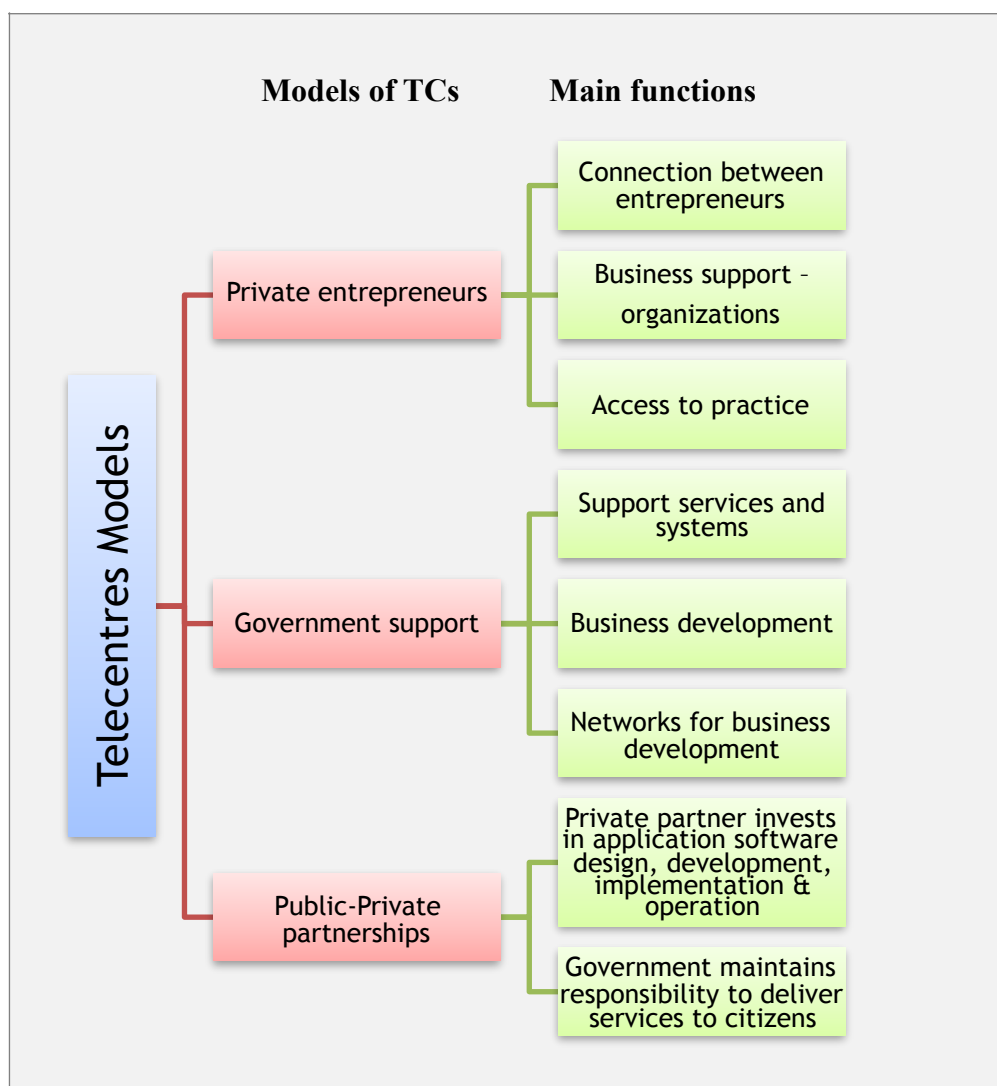 Models of TCs
Main functions
Telecentres Models
Private entrepreneurs
Connection between
entrepreneurs
Business support –
organizations
Access to practice
Government support
Support services and
systems
Business development
Networks for business
development
Public-Private
partnerships
Private partner invests
in application software
design, development,
implementation &
operation
Government maintains
responsibility to deliver
services to citizens